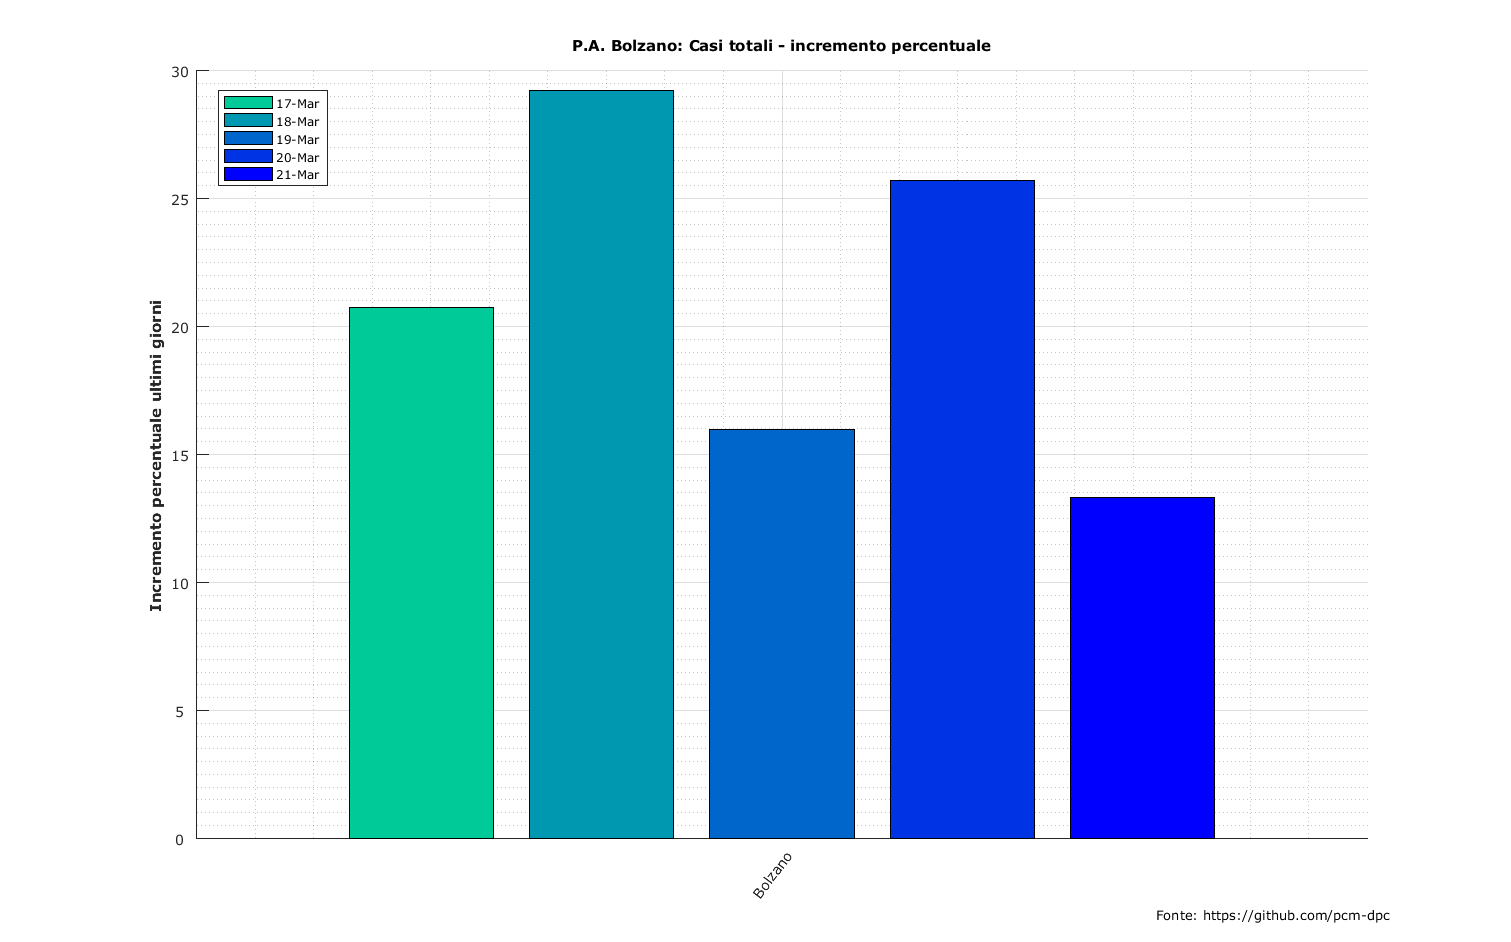 P.A. Bolzano: Casi totali - incremento percentuale
30
25
20
15
10
5
0
17-Mar
18-Mar
19-Mar
20-Mar
21-Mar
Incremento percentuale ultimi giorni
Bolzano
Fonte: https://github.com/pcm-dpc